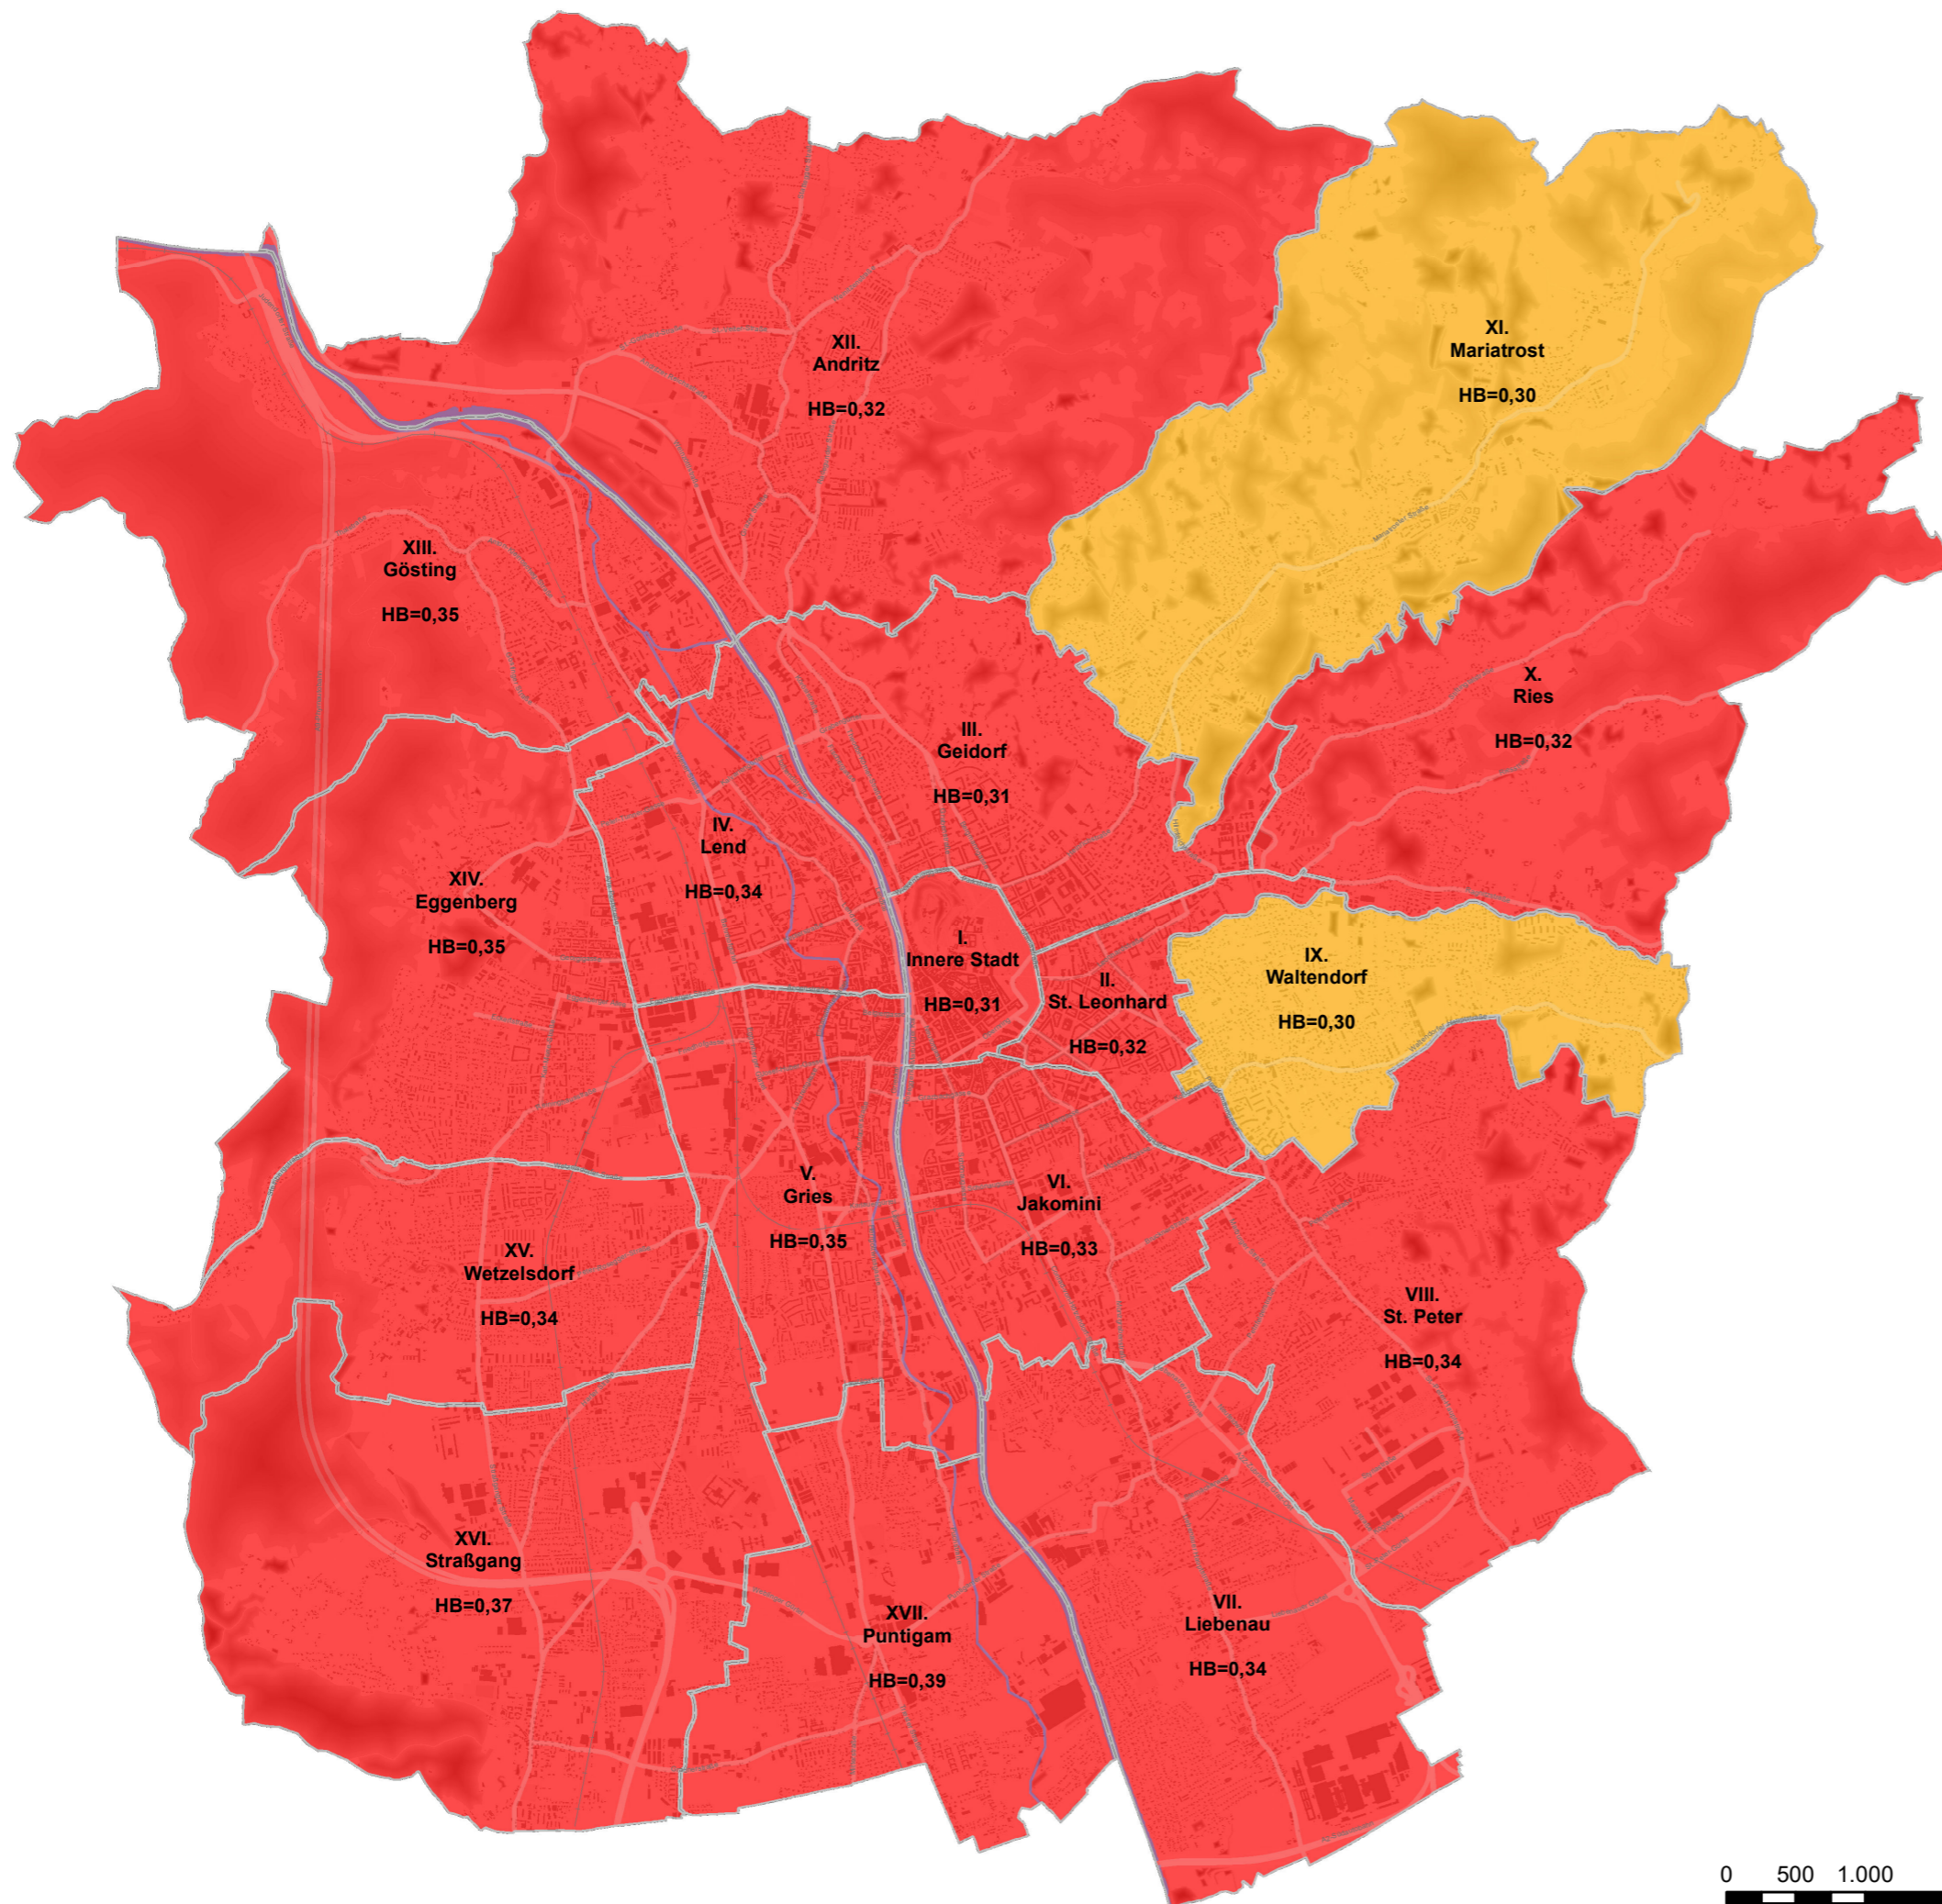 XI.
Mariatrost
HB=0,30
XII.
Andritz
HB=0,32
XIII.
Gösting
HB=0,35
X.
Ries
HB=0,32
III.
Geidorf
HB=0,31
IV.
Lend
HB=0,34
XIV.
Eggenberg
HB=0,35
I.
Innere Stadt
HB=0,31
II.
St. Leonhard
HB=0,32
IX.
Waltendorf
HB=0,30
V.
Gries
HB=0,35
VI.
Jakomini
HB=0,33
XV.
Wetzelsdorf
HB=0,34
VIII.
St. Peter
HB=0,34
XVI.
Straßgang
HB=0,37
XVII.
Puntigam
HB=0,39
VII.
Liebenau
HB=0,34
0 500 1.000